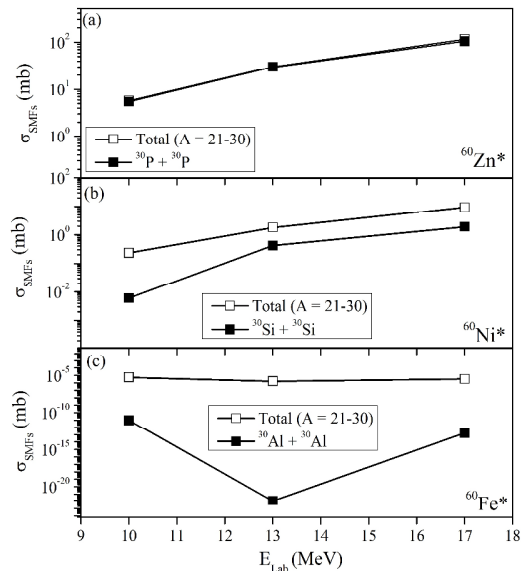 (a)
10²
10¹
10⁰
σSMFs (mb)
Total (A = 21-30)
³⁰P + ³⁰P
⁶⁰Zn*
10²
(b)
10⁰
10⁻²
σSMFs (mb)
Total (A = 21-30)
³⁰Si + ³⁰Si
⁶⁰Ni*
(c)
10⁻⁵
10⁻¹⁰
10⁻¹⁵
10⁻²⁰
σSMFs (mb)
Total (A = 21-30)
³⁰Al + ³⁰Al
⁶⁰Fe*
9 10 11 12 13 14 15 16 17 18
ELab (MeV)